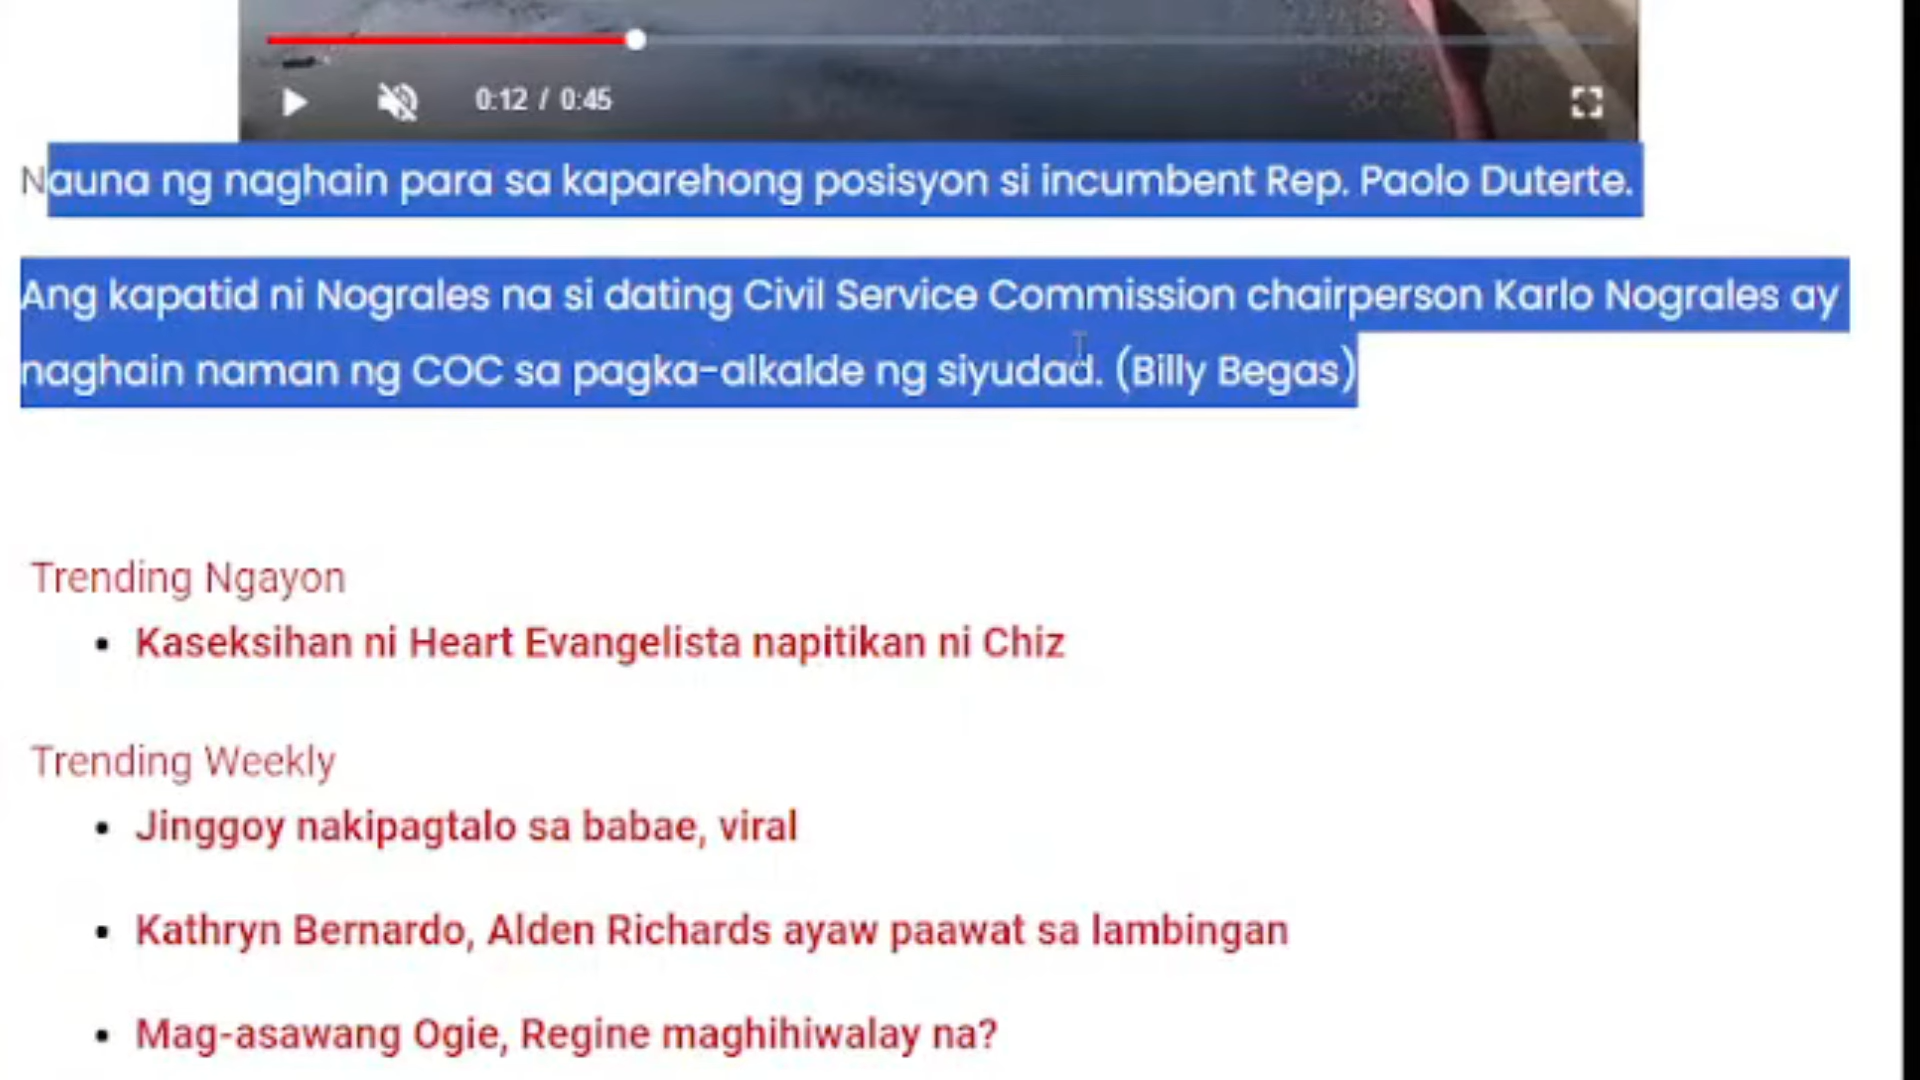 0:12 / 0:45
Nauna ng naghain para sa kaparehong posisyon si incumbent Rep. Paolo Duterte.
Ang kapatid ni Nograles na si dating Civil Service Commission chairperson Karlo Nograles ay
naghain naman ng COC sa pagka-alkalde ng siyudad. (Billy Begas)
Trending Ngayon
Kaseksihan ni Heart Evangelista napitikan ni Chiz
Trending Weekly
Jinggoy nakipagtalo sa babae, viral
Kathryn Bernardo, Alden Richards ayaw paawat sa lambingan
Mag-asawang Ogie, Regine maghihiwalay na?